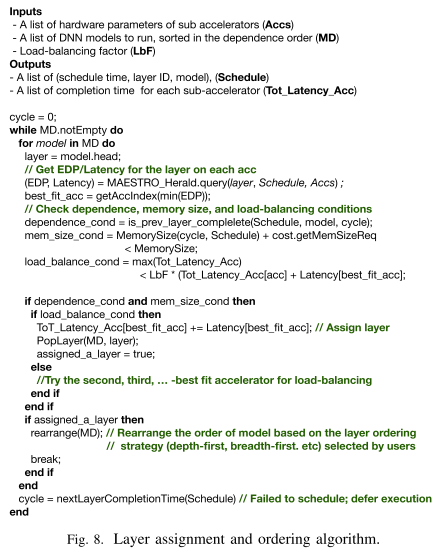 Inputs
- A list of hardware parameters of sub accelerators (Accs)
- A list of DNN models to run, sorted in the dependence order (MD)
- Load-balancing factor (LbF)
Outputs
- A list of (schedule time, layer ID, model), (Schedule)
- A list of completion time for each sub-accelerator (Tot_Latency_Acc)
cycle = 0;
while MD.notEmpty do
for model in MD do
layer = model.head;
// Get EDP/Latency for the layer on each acc
(EDP, Latency) = MAESTRO_Herald.query(layer, Schedule, Accs) ;
best_fit_acc = getAccIndex(min(EDP));
// Check dependence, memory size, and load-balancing conditions
dependence_cond = is_prev_layer_complelete(Schedule, model, cycle);
mem_size_cond = MemorySize(cycle, Schedule) + cost.getMemSizeReq
< MemorySize;
load_balance_cond = max(Tot_Latency_Acc)
< LbF * (Tot_Latency_Acc[acc] + Latency[best_fit_acc];
if dependence_cond and mem_size_cond then
if load_balance_cond then
ToT_Latency_Acc[best_fit_acc] += Latency[best_fit_acc]; // Assign layer
PopLayer(MD, layer);
assigned_a_layer = true;
else
//Try the second, third, ... -best fit accelerator for load-balancing
end if
end if
if assigned_a_layer then
rearrange(MD); // Rearrange the order of model based on the layer ordering
// strategy (depth-first, breadth-first. etc) selected by users
break;
end if
end
cycle = nextLayerCompletionTime(Schedule) // Failed to schedule; defer execution
end
Fig. 8. Layer assignment and ordering algorithm.